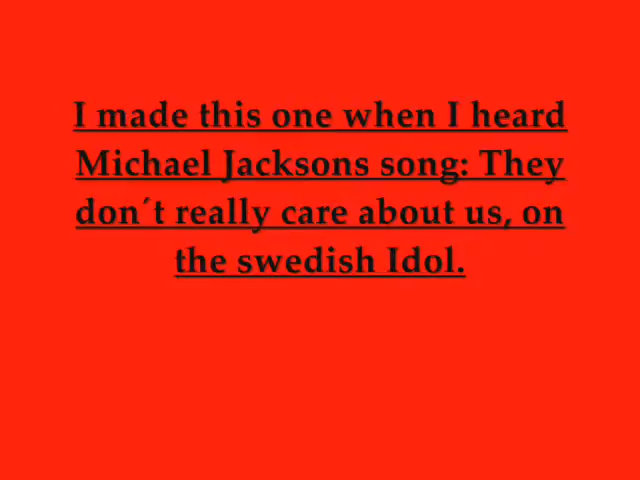 I made this one when I heard
Michael Jacksons song: They
don´t really care about us, on
the swedish Idol.